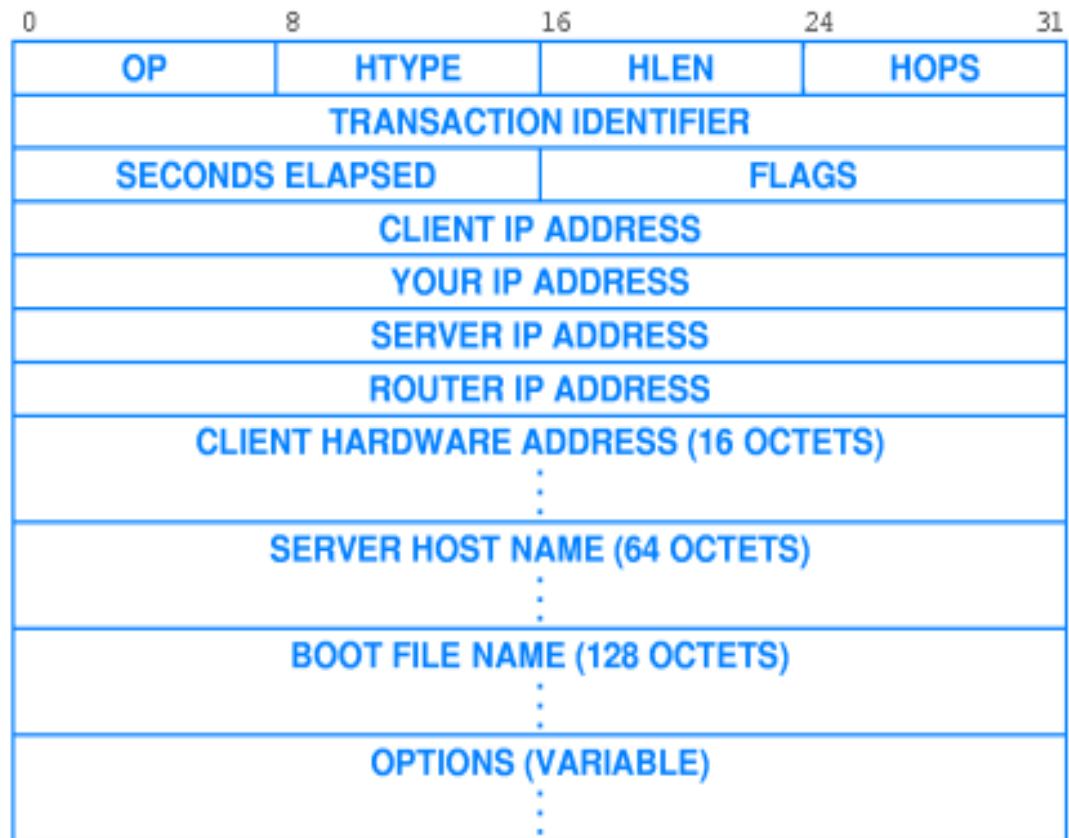 0 8 16 24 31
OP HTYPE HLEN HOPS
TRANSACTION IDENTIFIER
SECONDS ELAPSED FLAGS
CLIENT IP ADDRESS
YOUR IP ADDRESS
SERVER IP ADDRESS
ROUTER IP ADDRESS
CLIENT HARDWARE ADDRESS (16 OCTETS)
SERVER HOST NAME (64 OCTETS)
BOOT FILE NAME (128 OCTETS)
OPTIONS (VARIABLE)